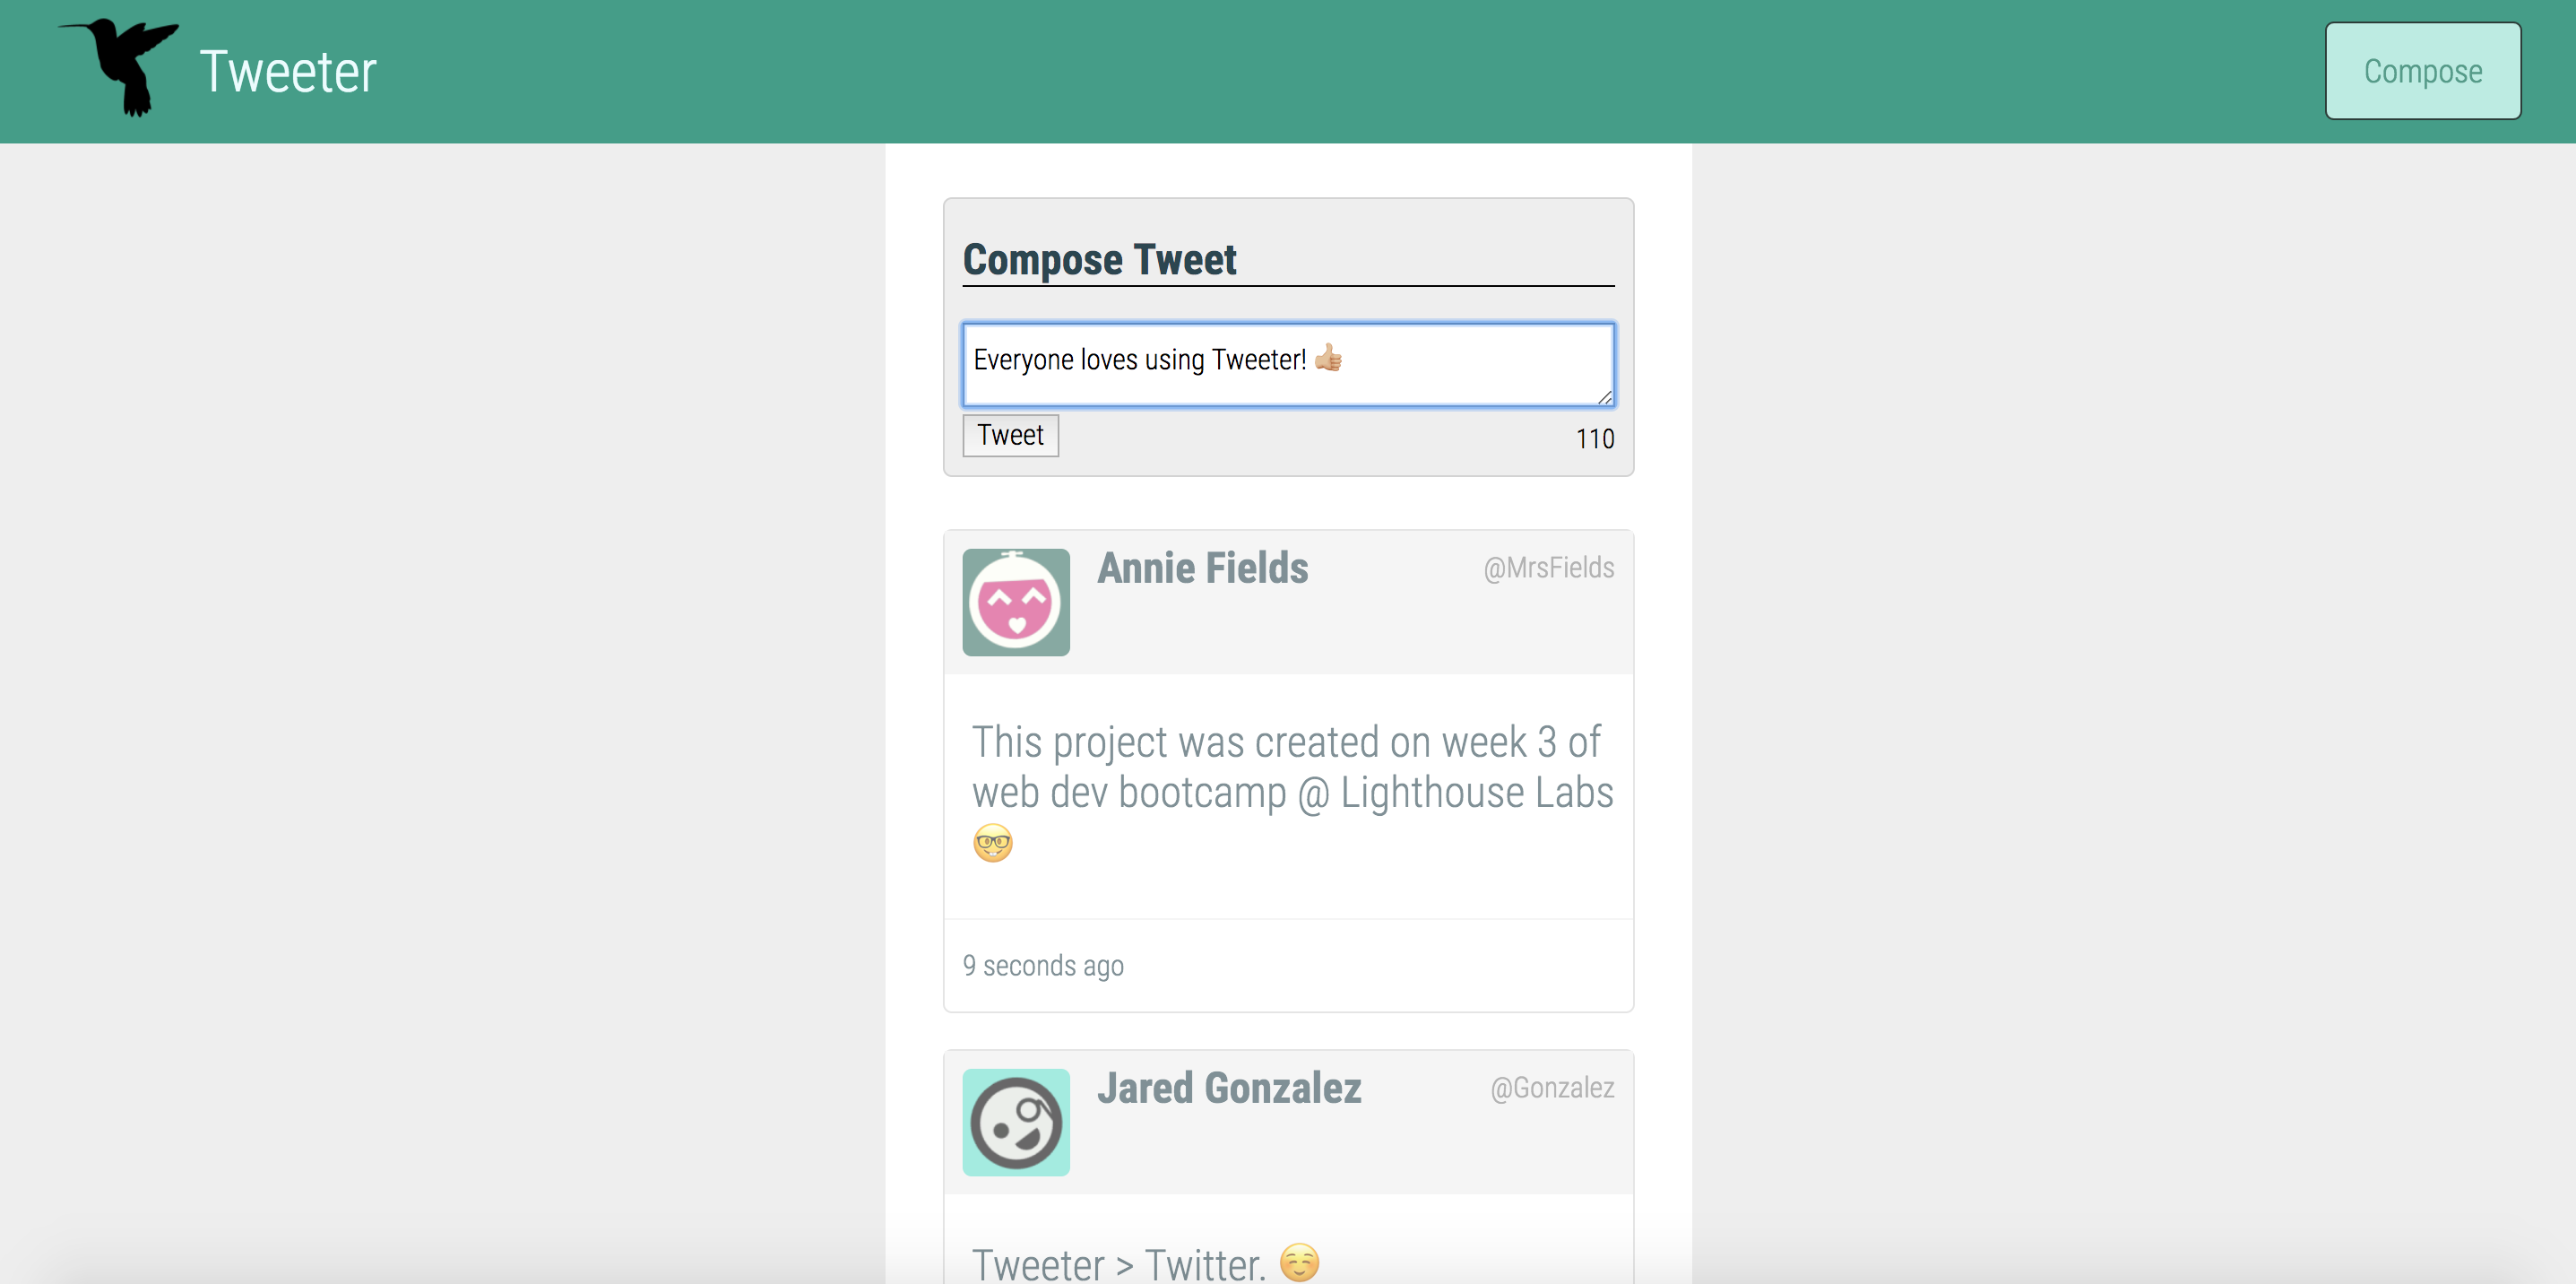 Tweeter
Compose
Compose Tweet
Everyone loves using Tweeter! 👍🏼
Tweet
110
Annie Fields
@MrsFields
This project was created on week 3 of
web dev bootcamp @ Lighthouse Labs
🤓
9 seconds ago
Jared Gonzalez
@Gonzalez
Tweeter > Twitter. ☺️